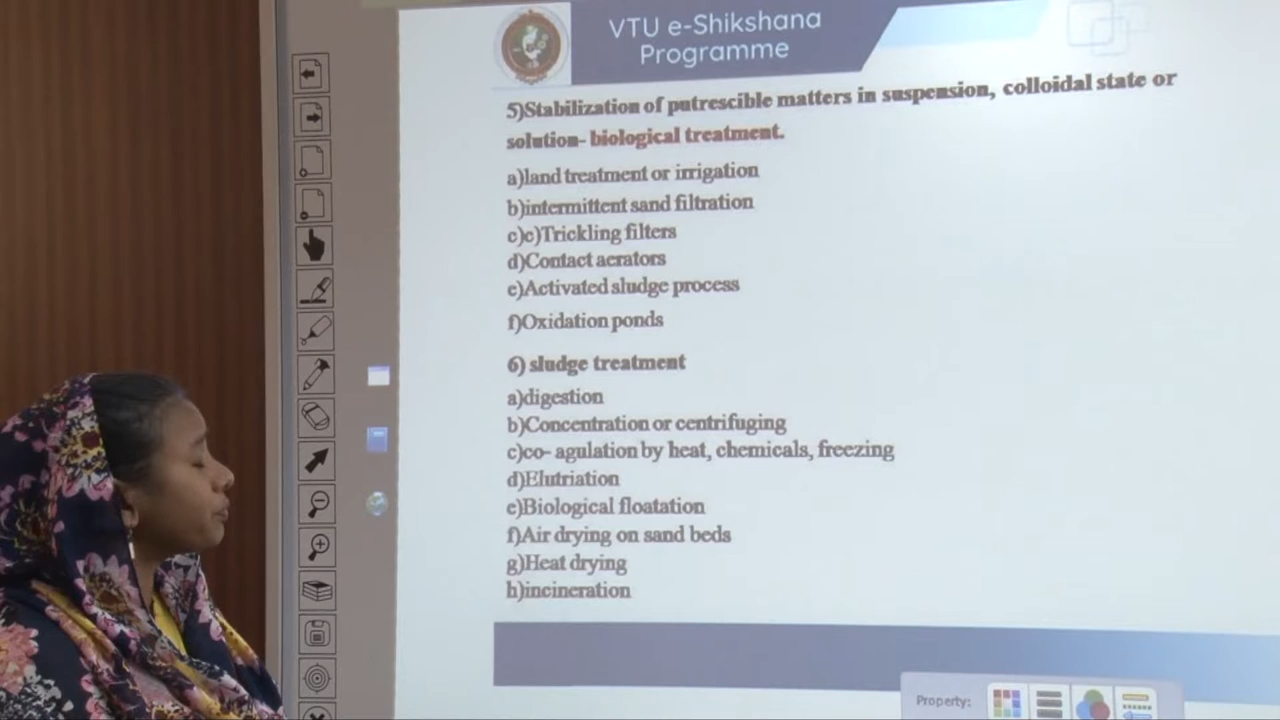 VTU e-Shikshana
Programme
5)Stabilization of putrescible matters in suspension, colloidal state or
solution- biological treatment.
a)land treatment or irrigation
b)intermittent sand filtration
c)c)Trickling filters
d)Contact aerators
e)Activated sludge process
f)Oxidation ponds
6) sludge treatment
a)digestion
b)Concentration or centrifuging
c)co- agulation by heat, chemicals, freezing
d)Elutriation
e)Biological floatation
f)Air drying on sand beds
g)Heat drying
h)incineration
Property: